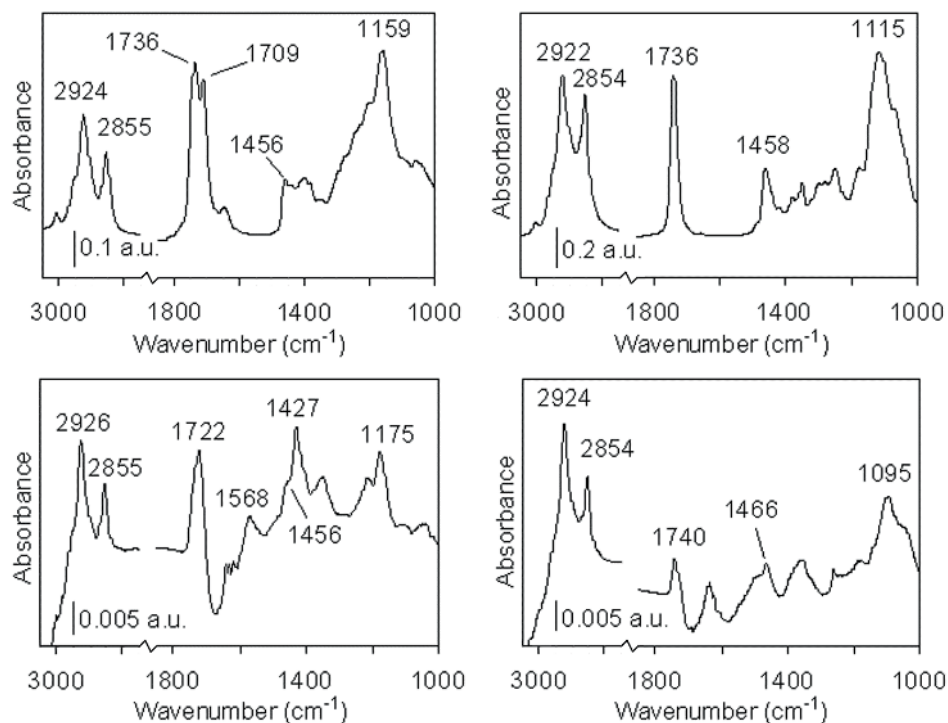 1159
1736
1709
2924
2855
1456
Absorbance
0.1 a.u.
3000 1800 1400 1000
Wavenumber (cm⁻¹)
1115
2922
1736
2854
1458
Absorbance
0.2 a.u.
3000 1800 1400 1000
Wavenumber (cm⁻¹)
2926
1722
1427
1175
2855
1568
1456
Absorbance
0.005 a.u.
3000 1800 1400 1000
Wavenumber (cm⁻¹)
2924
2854
1095
1466
1740
Absorbance
0.005 a.u.
3000 1800 1400 1000
Wavenumber (cm⁻¹)